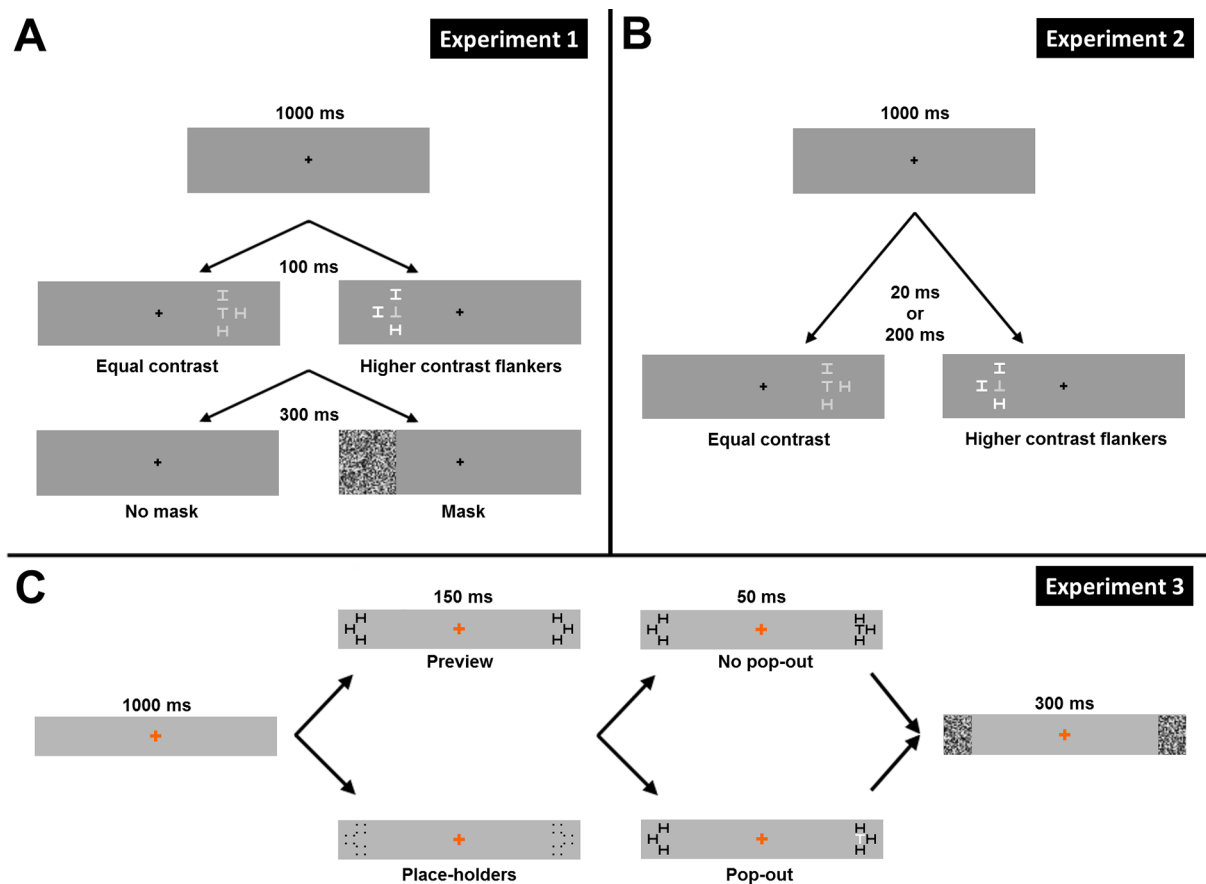 A
Experiment 1
1000 ms
100 ms
I
T H
H
I
I T
H
Equal contrast
Higher contrast flankers
300 ms
No mask
Mask
B
Experiment 2
1000 ms
20 ms
or
200 ms
I
T H
H
I
H ⊥
H
Equal contrast
Higher contrast flankers
C
Experiment 3
150 ms
50 ms
H
H
H
H
H
H
H
H
H
H
TH
H
Preview
No pop-out
1000 ms
300 ms
H
H
H
H
TH
H
Place-holders
Pop-out